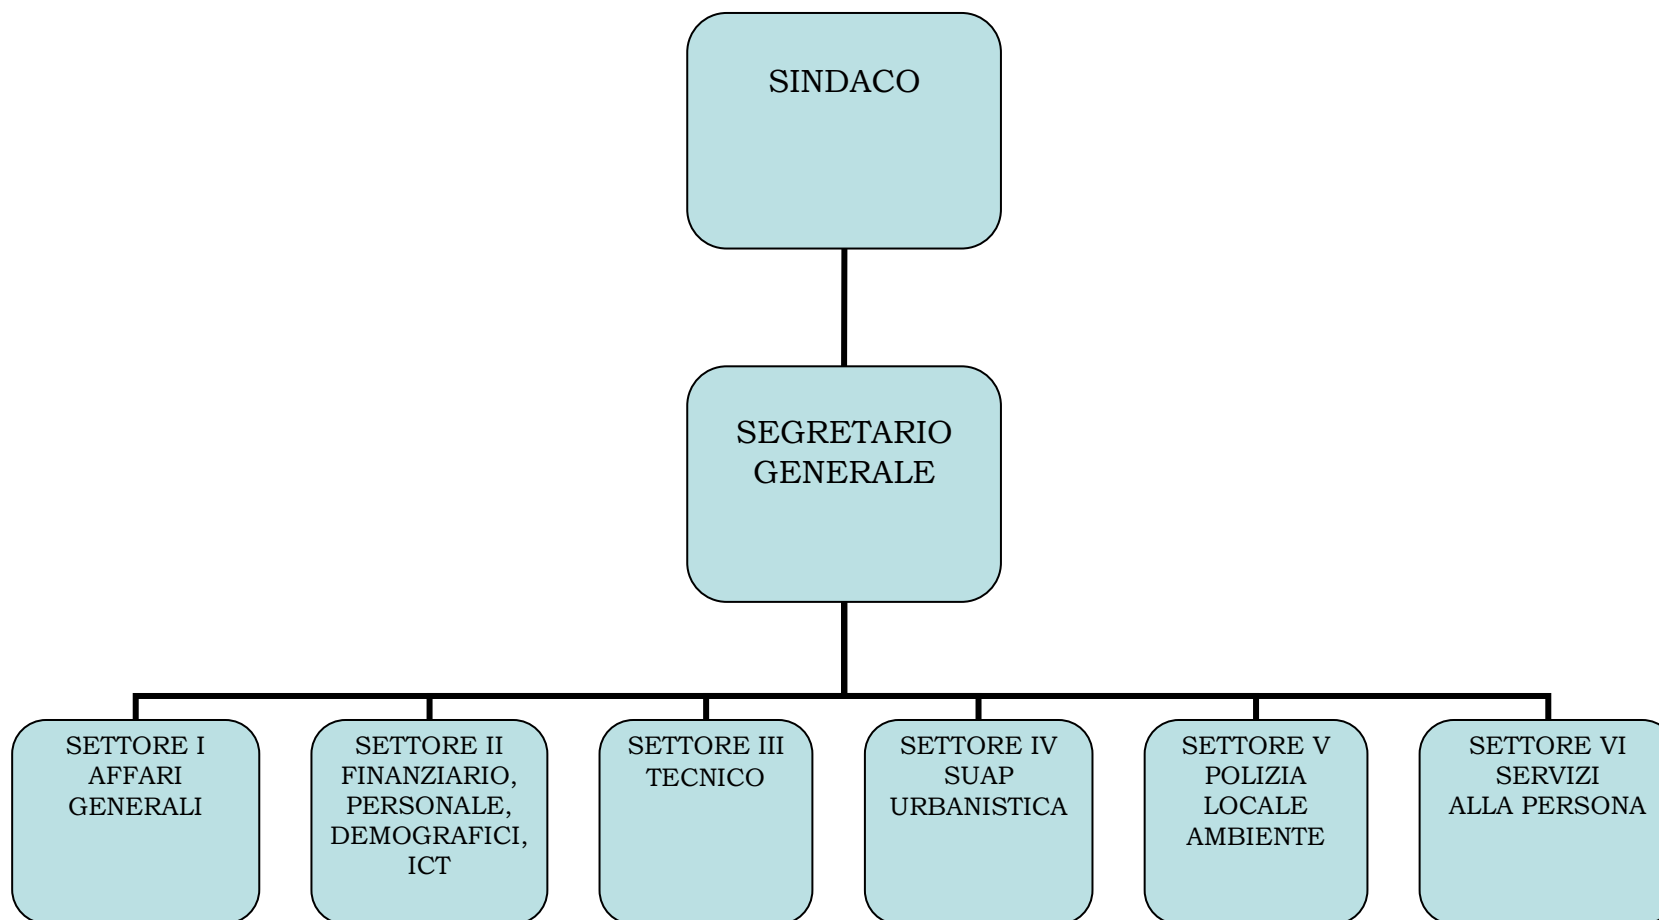 SINDACO
SEGRETARIO
GENERALE
SETTORE I
AFFARI
GENERALI
SETTORE II
FINANZIARIO,
PERSONALE,
DEMOGRAFICI,
ICT
SETTORE III
TECNICO
SETTORE IV
SUAP
URBANISTICA
SETTORE V
POLIZIA
LOCALE
AMBIENTE
SETTORE VI
SERVIZI
ALLA PERSONA